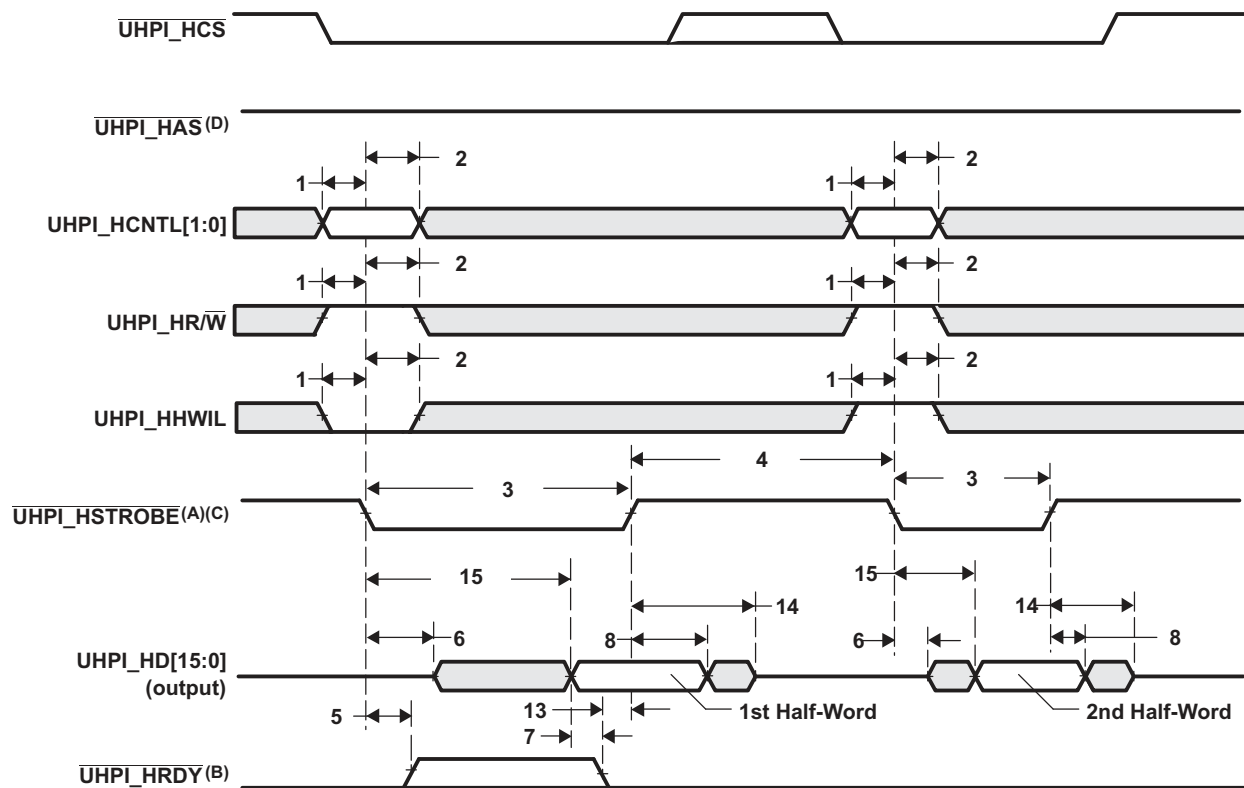 UHPI_HCS
UHPI_HAS(D)
2
2
1
1
UHPI_HCNTL[1:0]
2
2
1
1
UHPI_HR/W
2
2
1
1
UHPI_HHWIL
4
3
3
UHPI_HSTROBE(A)(C)
15
15
14
14
6
8
6
8
UHPI_HD[15:0]
(output)
13
1st Half-Word
2nd Half-Word
5
7
UHPI_HRDY(B)